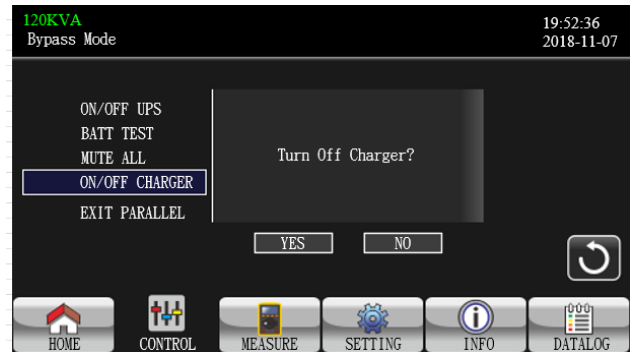 120KVA
Bypass Mode
19:52:36
2018-11-07
ON/OFF UPS
BATT TEST
MUTE ALL
ON/OFF CHARGER
EXIT PARALLEL
Turn Off Charger?
YES
NO
HOME
CONTROL
MEASURE
SETTING
INFO
DATALOG